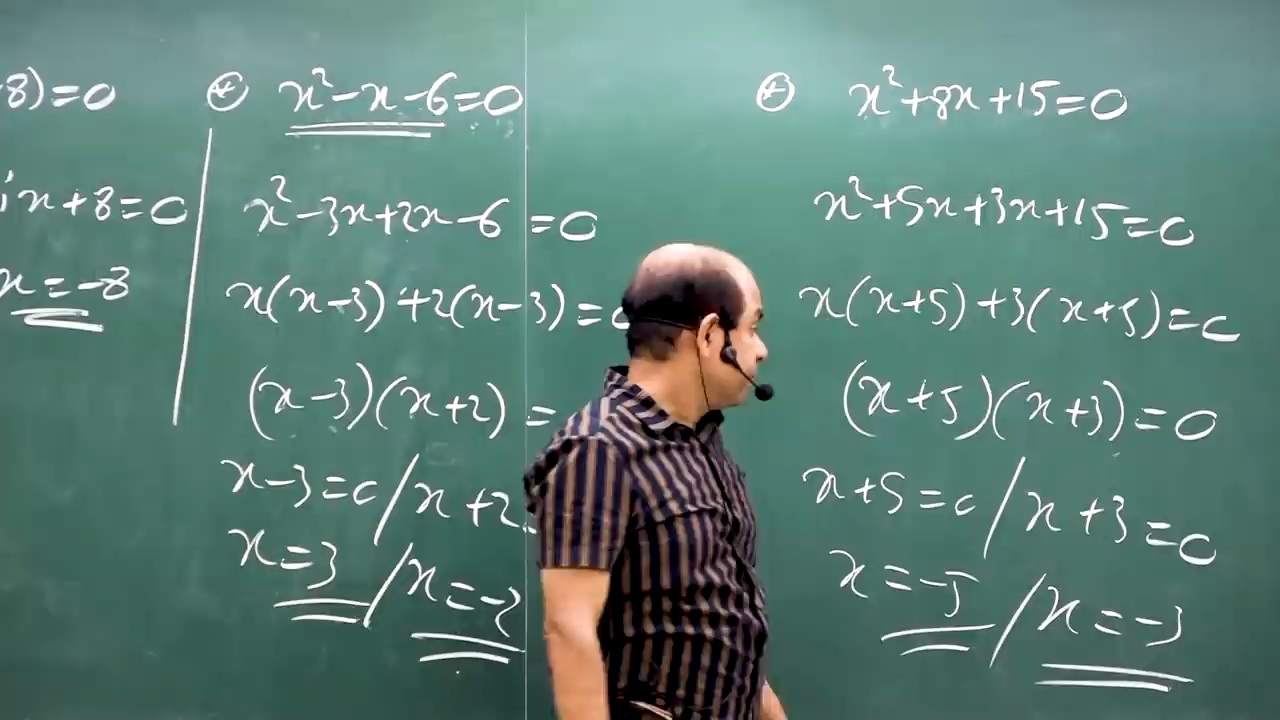 8)=0
x+8=0
x=-8
x²-x-6=0
x²-3x+2x-6=0
x(x-3)+2(x-3)=
(x-3)(x+2)=
x-3=0/x+2
x=3/x=-2
x²+8x+15=0
x²+5x+3x+15=0
x(x+5)+3(x+5)=0
(x+5)(x+3)=0
x+5=0/x+3=0
x=-5/x=-3